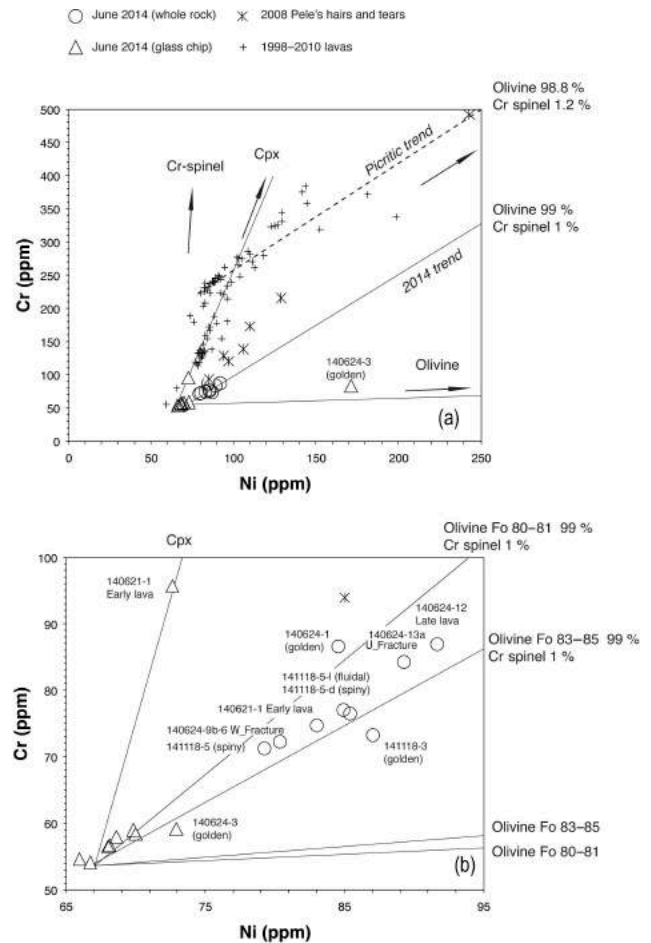 June 2014 (whole rock)
2008 Pele's hairs and tears
June 2014 (glass chip)
1998–2010 lavas
Olivine 98.8 %
Cr spinel 1.2 %
500
450
400
350
300
250
200
150
100
50
0
Cr (ppm)
Cr-spinel
Cpx
Picritic trend
Olivine 99 %
Cr spinel 1 %
2014 trend
140624-3
(golden)
Olivine
(a)
0
50
100
150
200
250
Ni (ppm)
Olivine Fo 80–81 99 %
Cr spinel 1 %
Cpx
100
90
80
70
60
50
Cr (ppm)
140621-1
Early lava
140624-12
Late lava
140624-1
(golden)
140624-13a
U_Fracture
Olivine Fo 83–85 99 %
Cr spinel 1 %
141118-5-l (fluidal)
141118-5-d (spiny)
140621-1 Early lava
140624-9b-6 W_Fracture
141118-5 (spiny)
141118-3
(golden)
140624-3
(golden)
Olivine Fo 83–85
Olivine Fo 80–81
(b)
65
75
85
95
Ni (ppm)